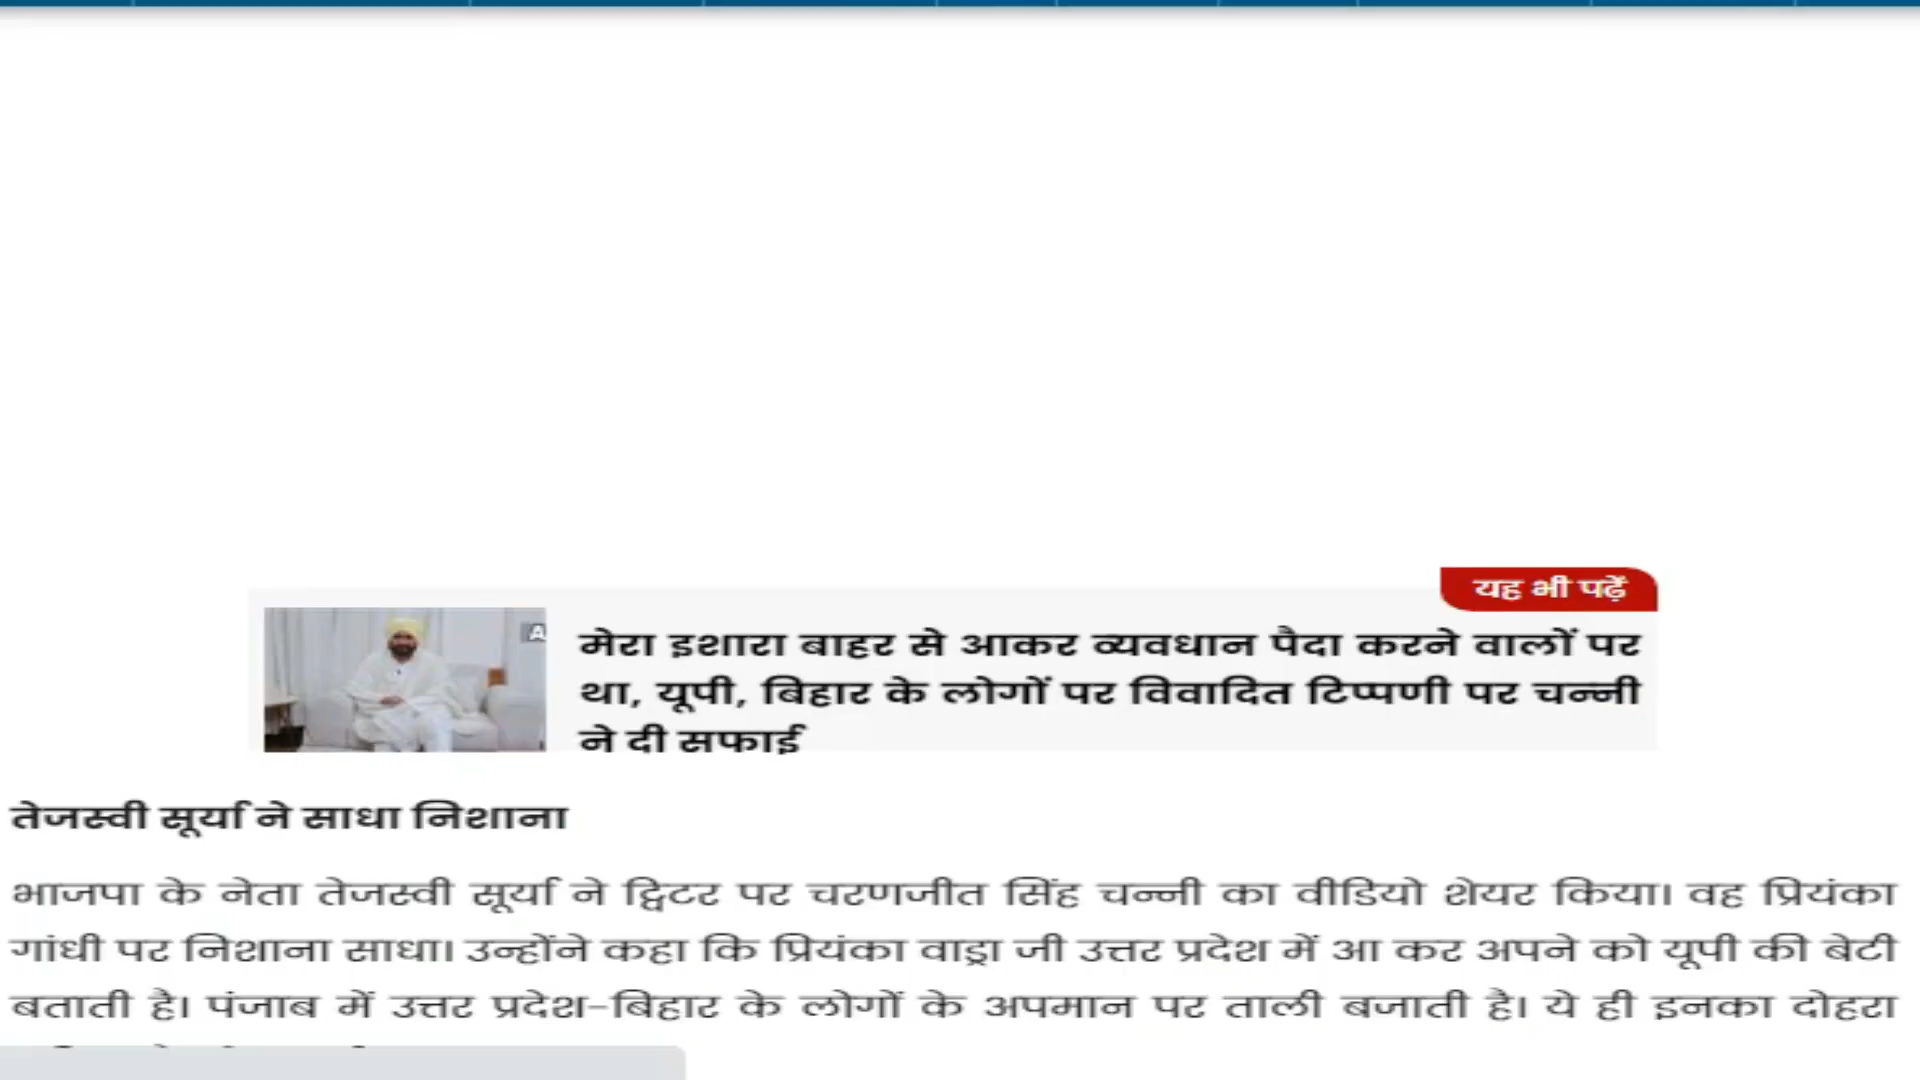 यह भी पढ़ें
मेरा इशारा बाहर से आकर व्यवधान पैदा करने वालों पर
था, यूपी, बिहार के लोगों पर विवादित टिप्पणी पर चन्नी
ने दी सफाई
तेजस्वी सूर्या ने साधा निशाना
भाजपा के नेता तेजस्वी सूर्या ने ट्विटर पर चरणजीत सिंह चन्नी का वीडियो शेयर किया। वह प्रियंका
गांधी पर निशाना साधा। उन्होंने कहा कि प्रियंका वाड्रा जी उत्तर प्रदेश में आ कर अपने को यूपी की बेटी
बताती है। पंजाब में उत्तर प्रदेश-बिहार के लोगों के अपमान पर ताली बजाती है। ये ही इनका दोहरा